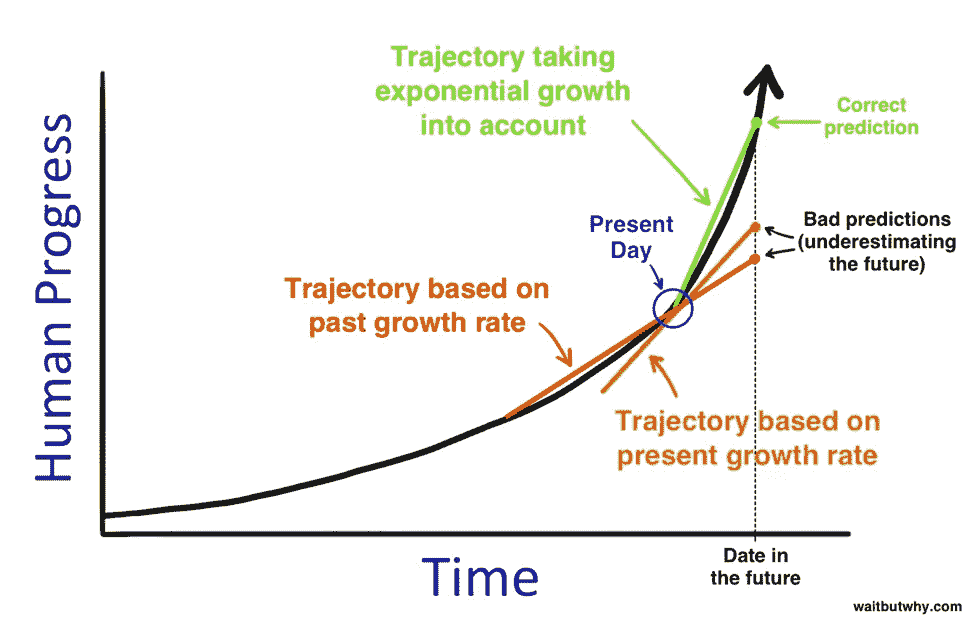 Trajectory taking
exponential growth
into account
Correct
prediction
Present
Day
Bad predictions
(underestimating
the future)
Trajectory based on
past growth rate
Trajectory based on
present growth rate
Human Progress
Time
Date in
the future
waitbutwhy.com